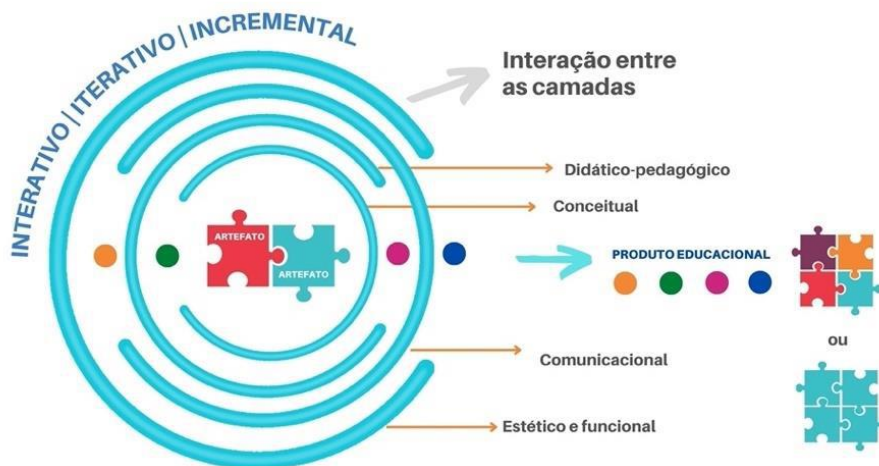 INTERATIVO | ITERATIVO | INCREMENTAL
Interação entre
as camadas
Didático-pedagógico
Conceitual
ARTEFATO
ARTEFATO
PRODUTO EDUCACIONAL
ou
Comunicacional
Estético e funcional